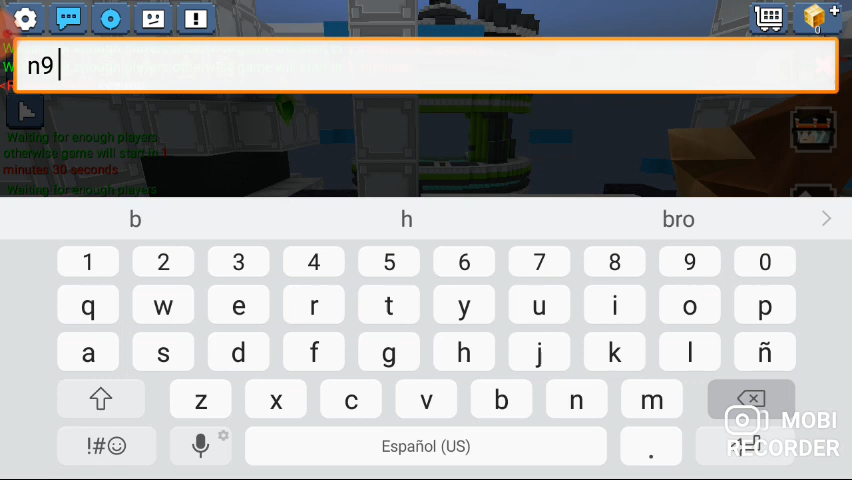 n9
Waiting for enough players
otherwise game will start in 1
minutes 30 seconds
Waiting for enough players
b h bro
1 2 3 4 5 6 7 8 9 0
q w e r t y u i o p
a s d f g h j k l ñ
z x c v b n m
!#☺ Español (US) .
MOBI
RECORDER